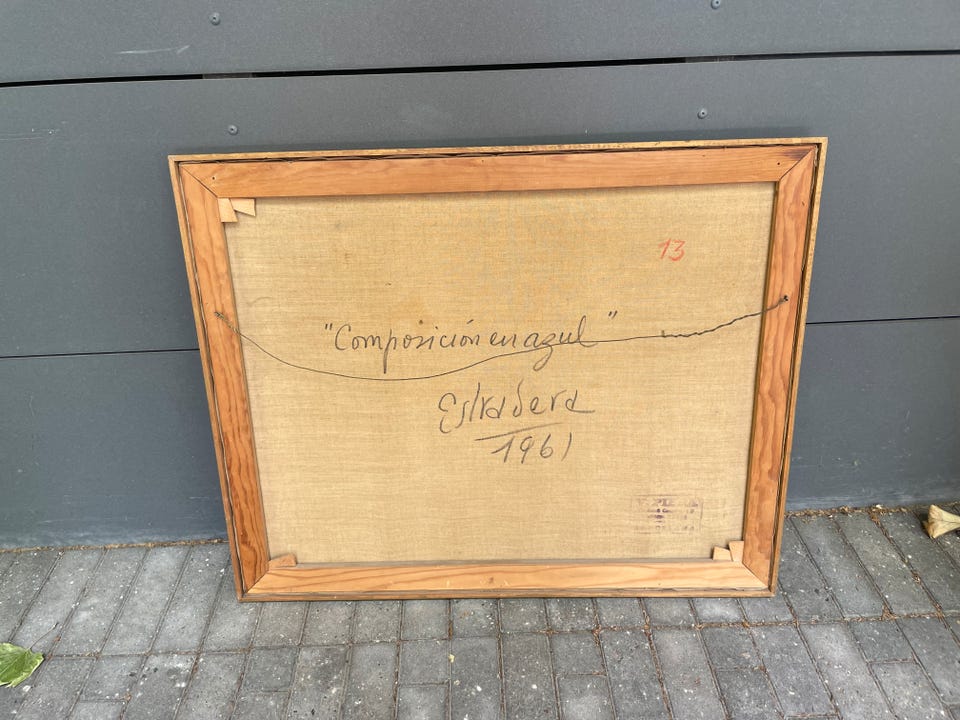 13
"Composición en azul"
Estradera
1961